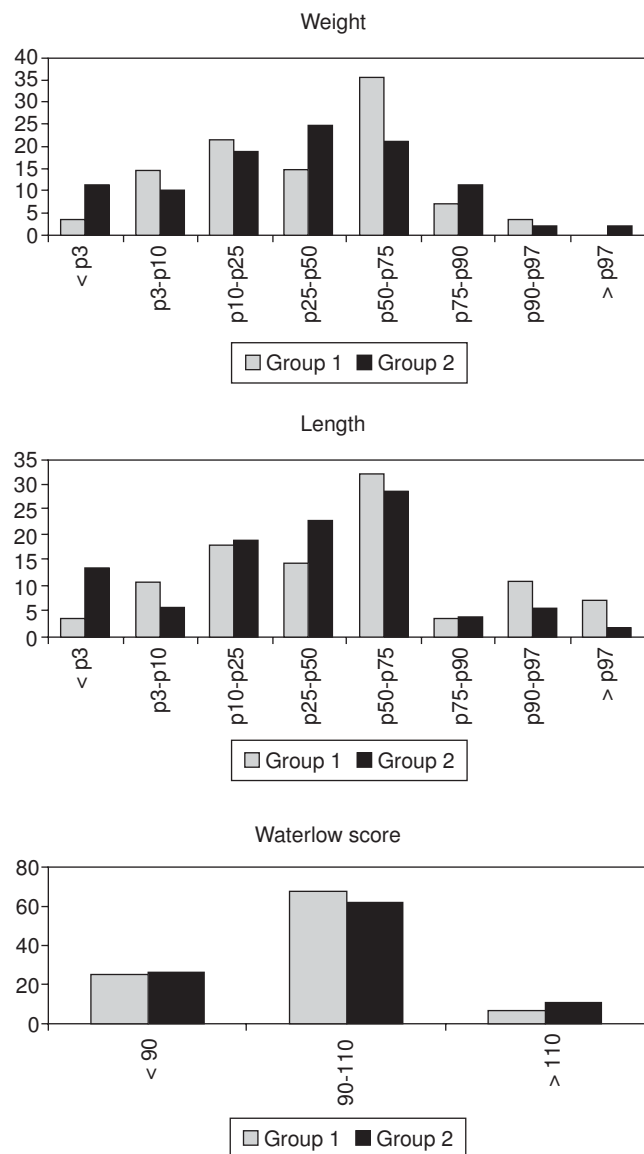 Weight
40
35
30
25
20
15
10
5
0
< p3
p3-p10
p10-p25
p25-p50
p50-p75
p75-p90
p90-p97
> p97
Group 1 Group 2
Length
35
30
25
20
15
10
5
0
< p3
p3-p10
p10-p25
p25-p50
p50-p75
p75-p90
p90-p97
> p97
Group 1 Group 2
Waterlow score
80
60
40
20
0
< 90
90-110
> 110
Group 1 Group 2